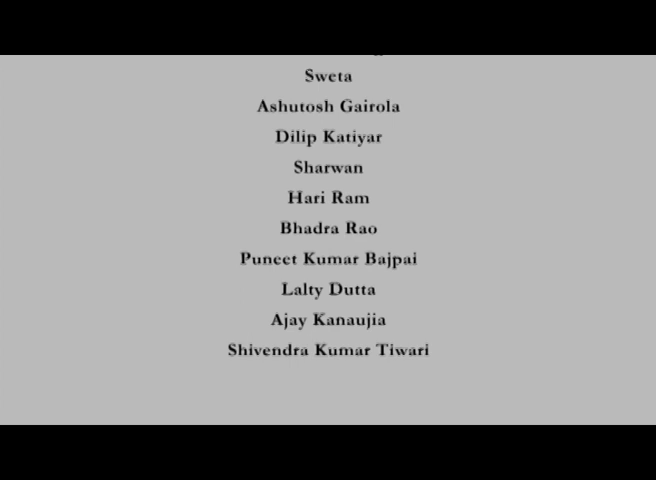 Sweta
Ashutosh Gairola
Dilip Katiyar
Sharwan
Hari Ram
Bhadra Rao
Puneet Kumar Bajpai
Lalty Dutta
Ajay Kanaujia
Shivendra Kumar Tiwari